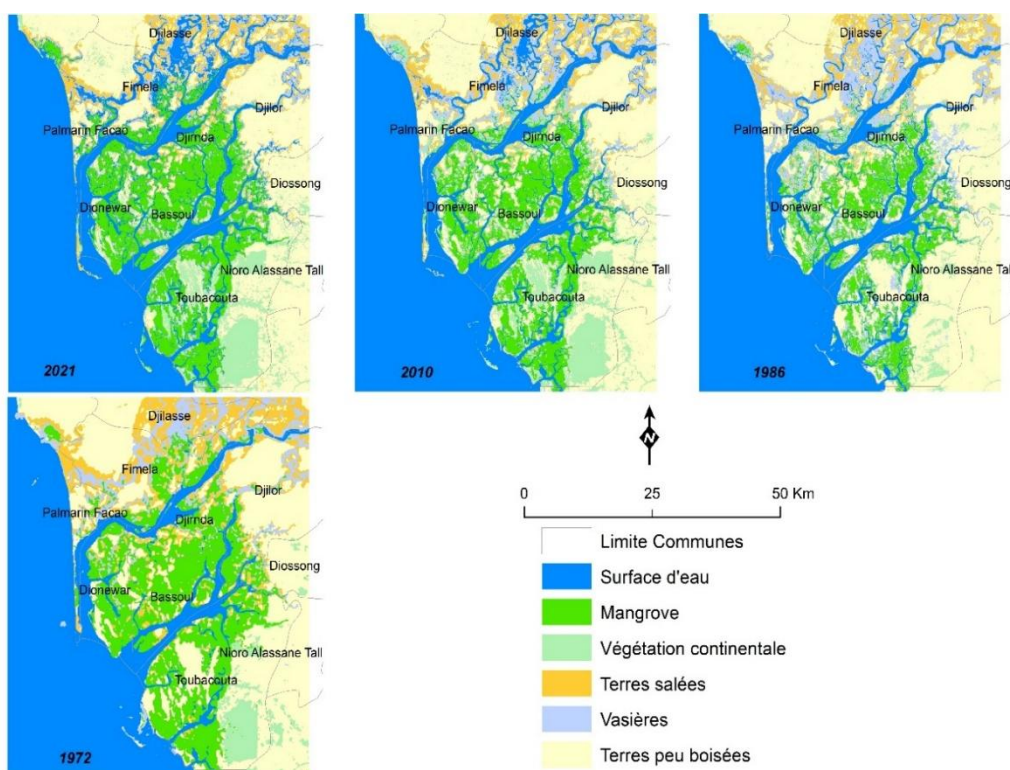 Djilasse
Fimela
Djilor
Palmarin Facao
Djirnda
Diossong
Dionewar
Bassoul
Nioro Alassane Tall
Toubacouta
2021
Djilasse
Fimela
Djilor
Palmarin Facao
Djirnda
Diossong
Dionewar
Bassoul
Nioro Alassane Tall
Toubacouta
2010
Djilasse
Fimela
Djilor
Palmarin Facao
Djirnda
Diossong
Dionewar
Bassoul
Nioro Alassane Tall
Toubacouta
1986
Djilasse
Fimela
Djilor
Palmarin Facao
Djirnda
Diossong
Dionewar
Bassoul
Nioro Alassane Tall
Toubacouta
1972
N
0 25 50 Km
Limite Communes
Surface d'eau
Mangrove
Végétation continentale
Terres salées
Vasières
Terres peu boisées